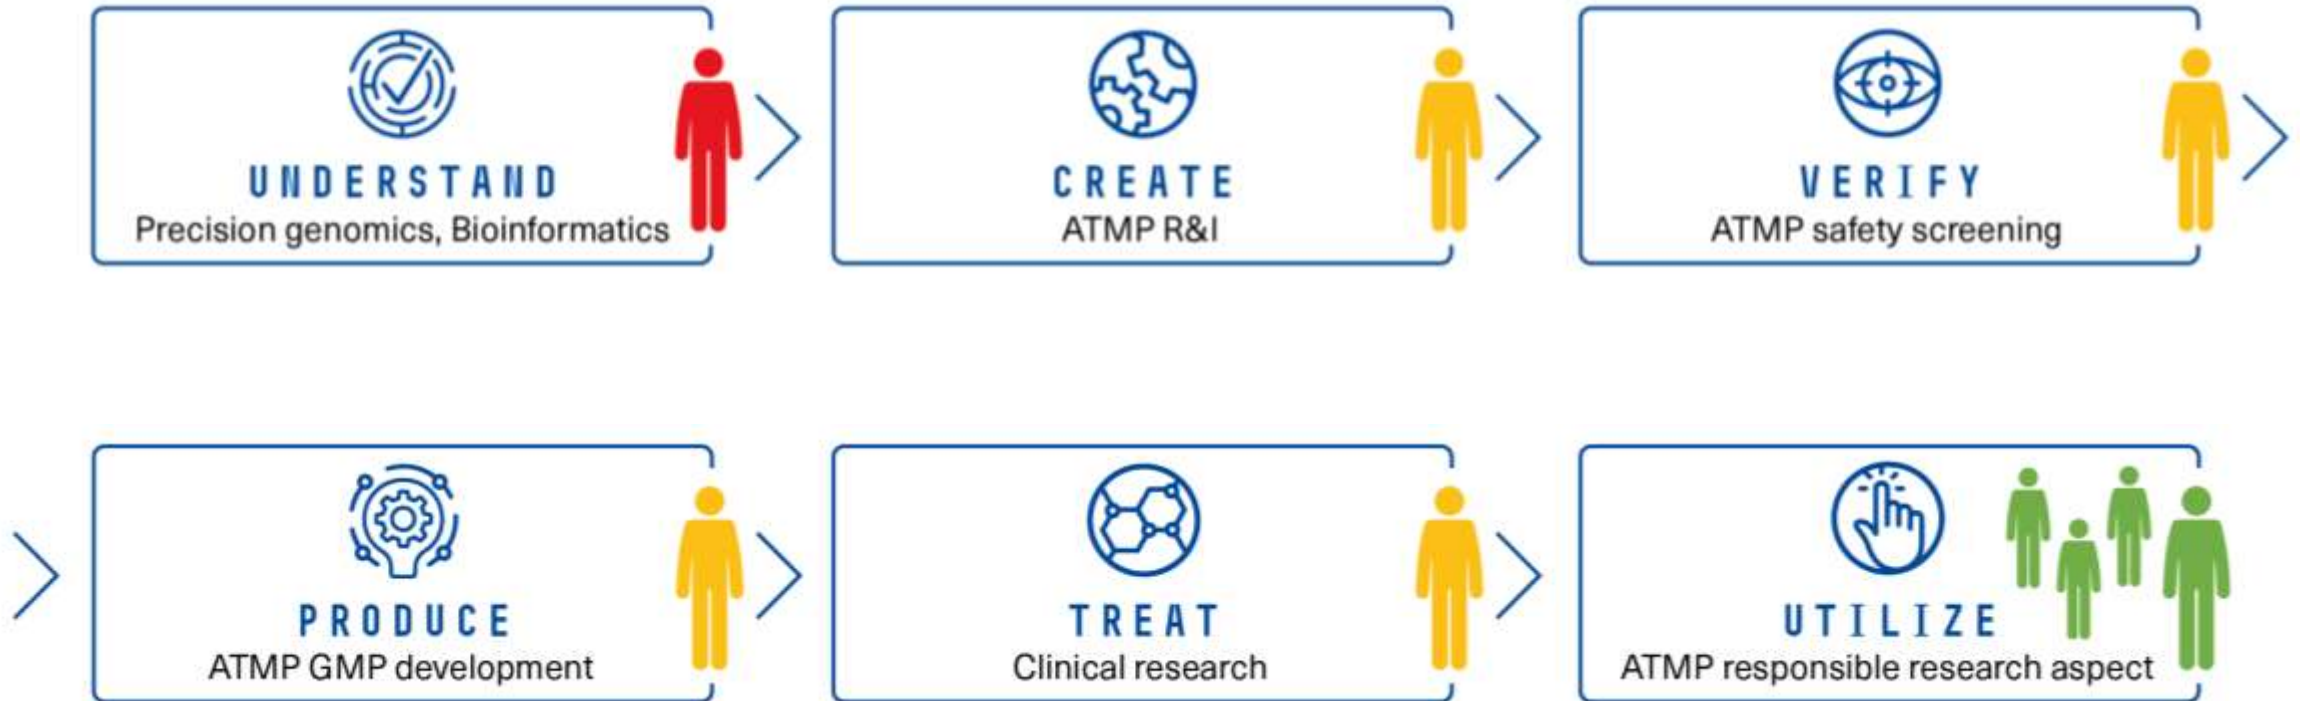 UNDERSTAND
Precision genomics, Bioinformatics
CREATE
ATMP R&I
VERIFY
ATMP safety screening
PRODUCE
ATMP GMP development
TREAT
Clinical research
UTILIZE
ATMP responsible research aspect